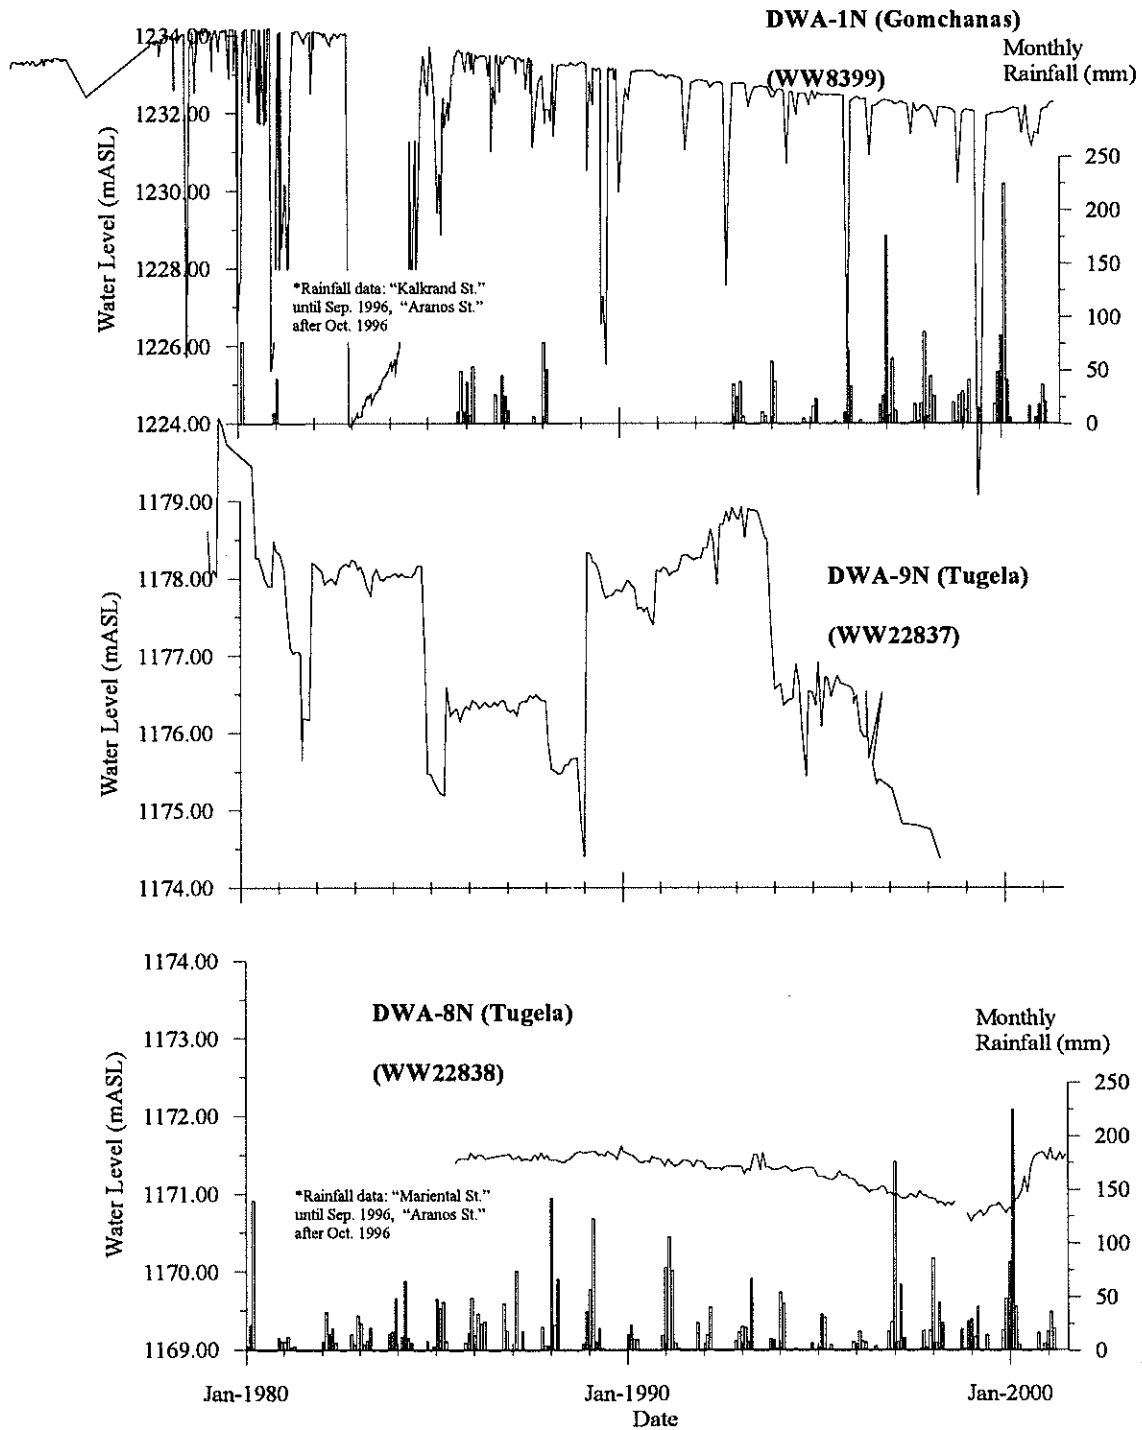 DWA-1N (Gomchanas)
(WW8399)
Monthly
Rainfall (mm)
Water Level (mASL)
1234.00
1232.00
1230.00
1228.00
1226.00
1224.00
250
200
150
100
50
0
*Rainfall data: “Kalkrand St.”
until Sep. 1996, “Aranos St.”
after Oct. 1996
DWA-9N (Tugela)
(WW22837)
Water Level (mASL)
1179.00
1178.00
1177.00
1176.00
1175.00
1174.00
DWA-8N (Tugela)
(WW22838)
Monthly
Rainfall (mm)
Water Level (mASL)
1174.00
1173.00
1172.00
1171.00
1170.00
1169.00
250
200
150
100
50
0
*Rainfall data: “Mariental St.”
until Sep. 1996, “Aranos St.”
after Oct. 1996
Jan-1980
Jan-1990
Jan-2000
Date